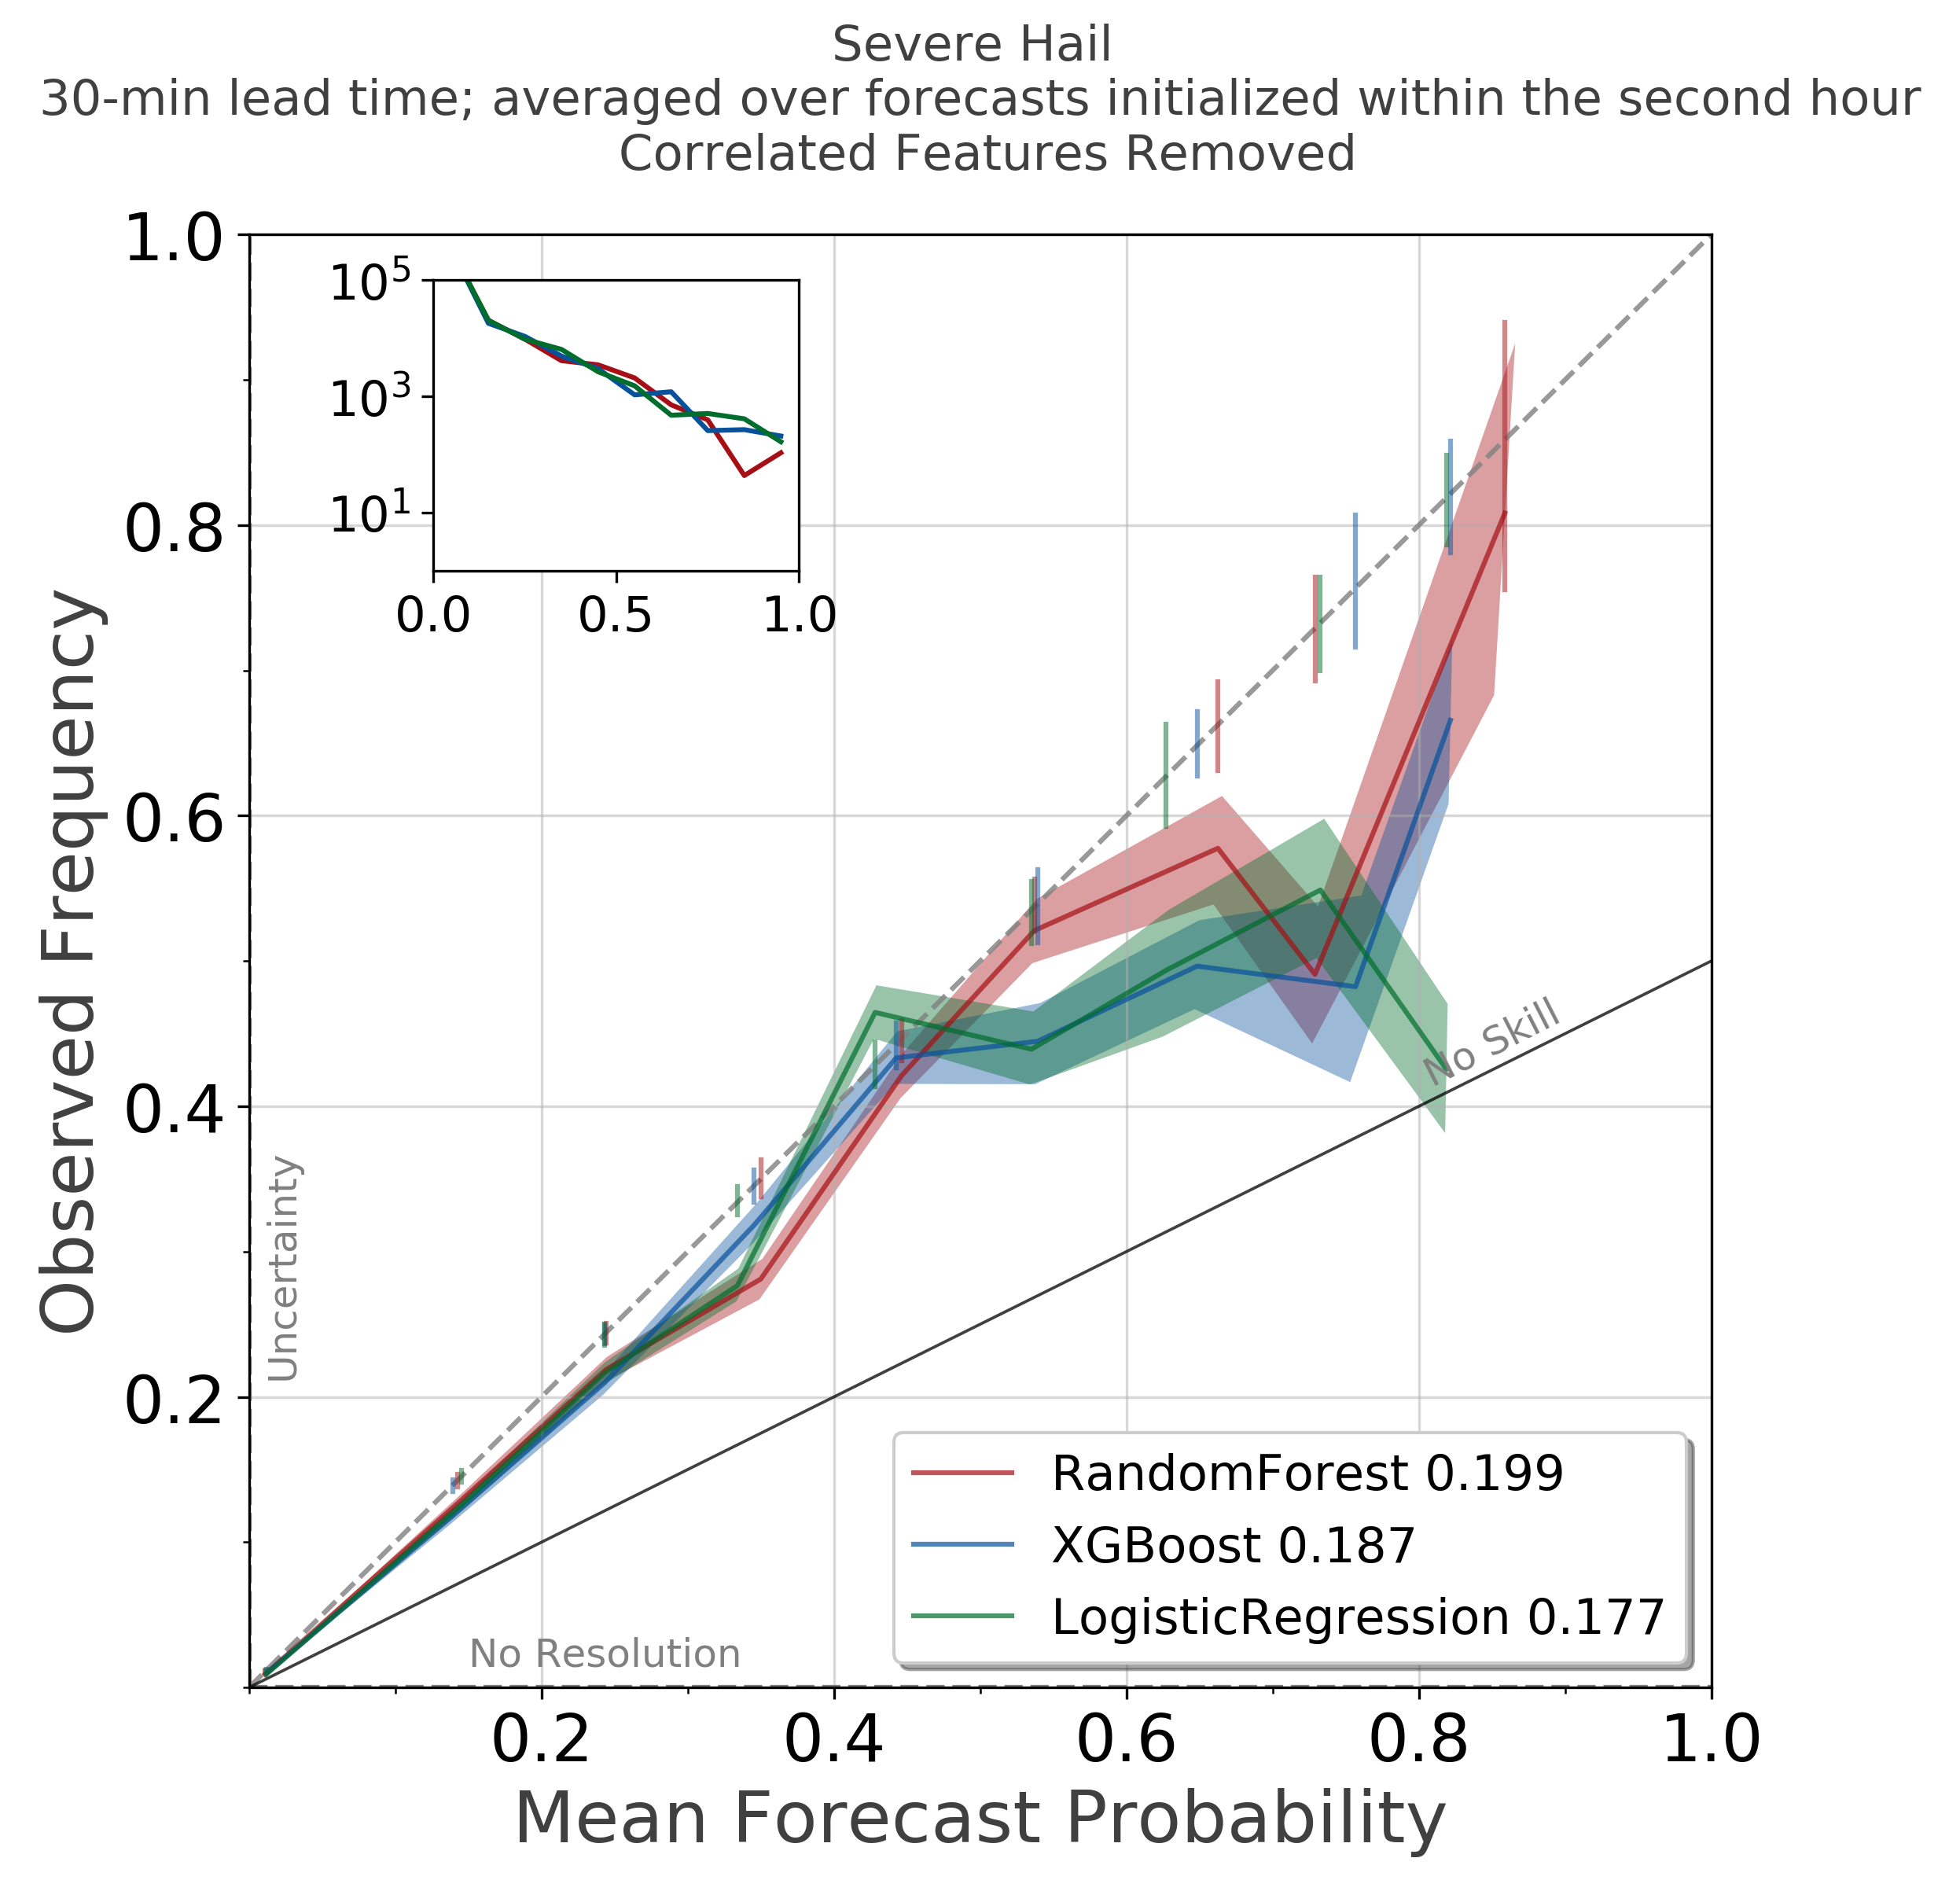 Severe Hail
30-min lead time; averaged over forecasts initialized within the second hour
Correlated Features Removed
1.0
0.8
0.6
0.4
0.2
Observed Frequency
10^5
10^3
10^1
0.0 0.5 1.0
Uncertainty
No Skill
No Resolution
RandomForest 0.199
XGBoost 0.187
LogisticRegression 0.177
0.2 0.4 0.6 0.8 1.0
Mean Forecast Probability